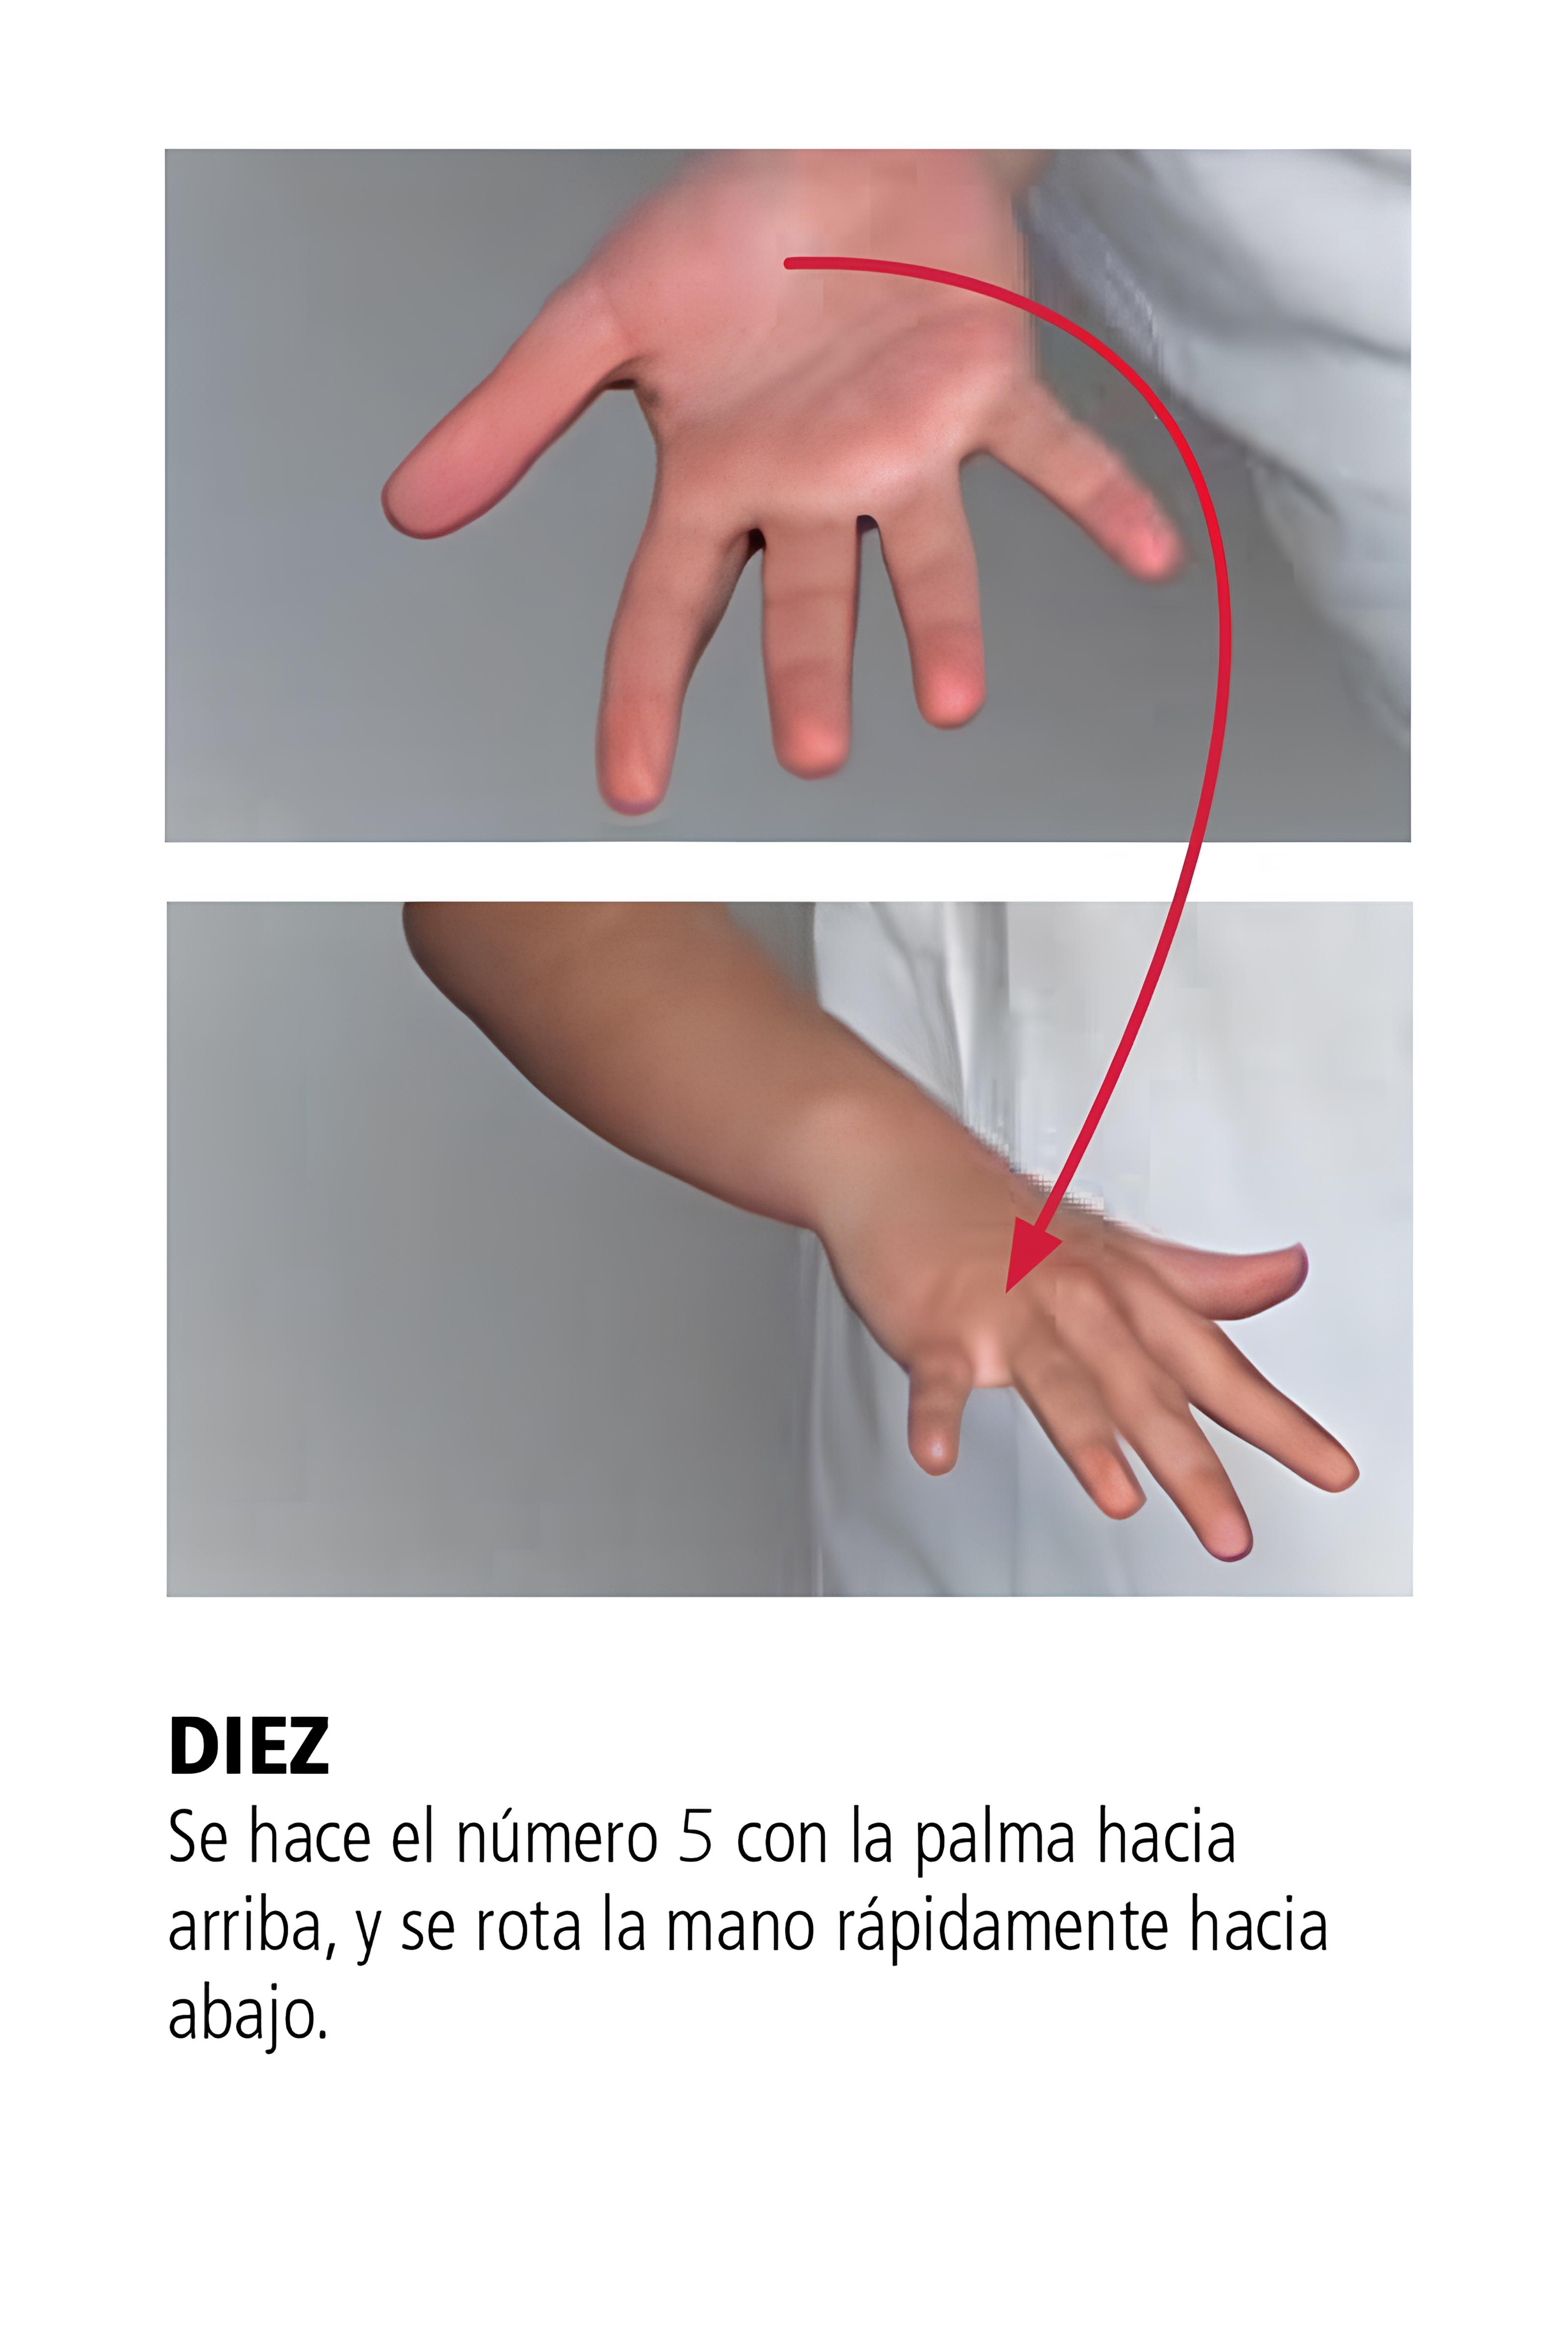 DIEZ
Se hace el número 5 con la palma hacia
arriba, y se rota la mano rápidamente hacia
abajo.